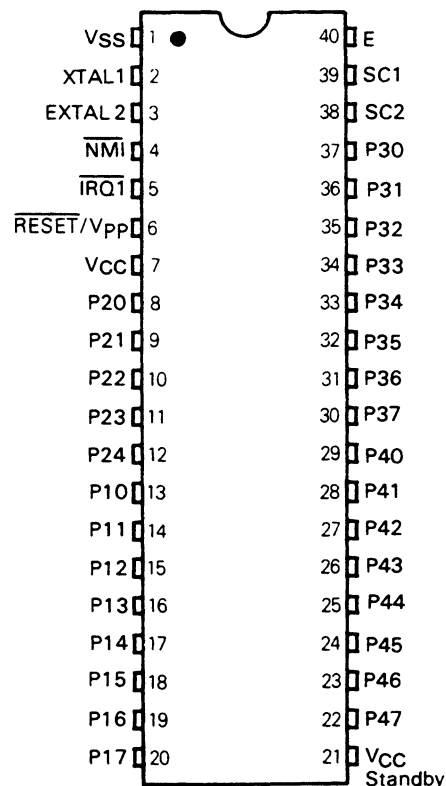 VSS 1 40 E
XTAL1 2 39 SC1
EXTAL2 3 38 SC2
NMI 4 37 P30
IRQ1 5 36 P31
RESET/VPP 6 35 P32
VCC 7 34 P33
P20 8 33 P34
P21 9 32 P35
P22 10 31 P36
P23 11 30 P37
P24 12 29 P40
P10 13 28 P41
P11 14 27 P42
P12 15 26 P43
P13 16 25 P44
P14 17 24 P45
P15 18 23 P46
P16 19 22 P47
P17 20 21 VCC
Standby